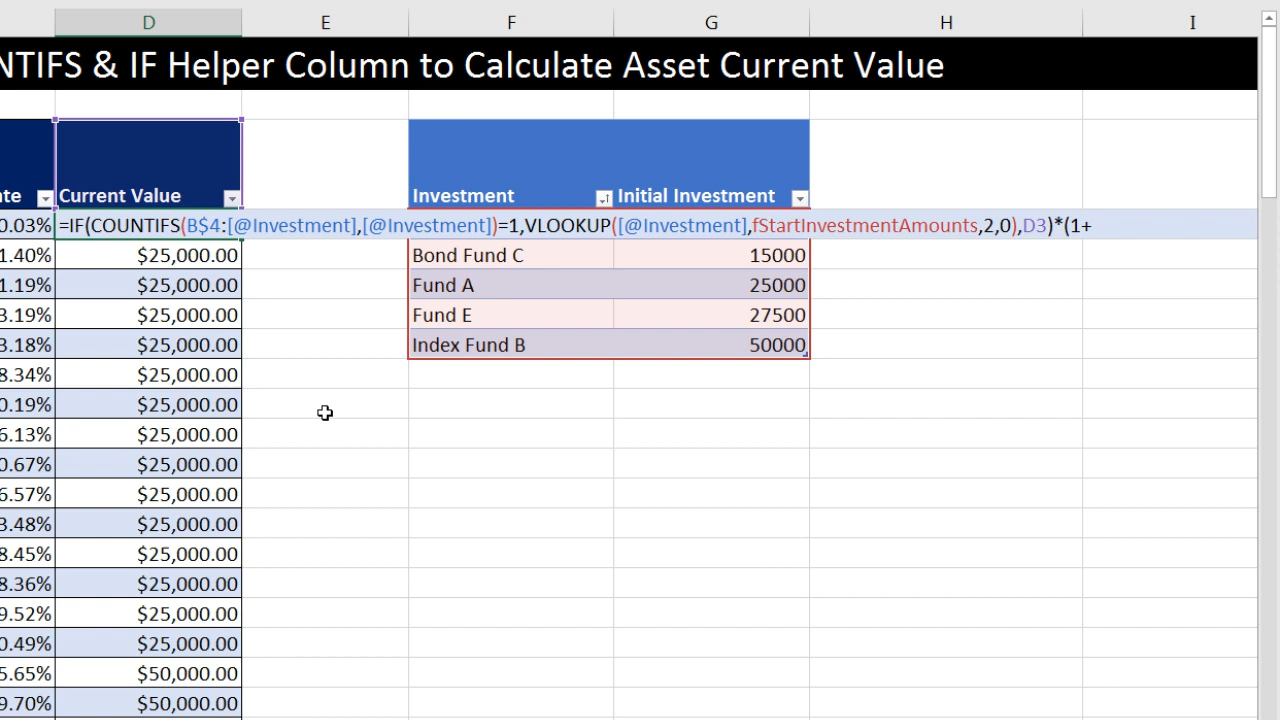 D E F G H I
NTIFS & IF Helper Column to Calculate Asset Current Value
te Current Value Investment Initial Investment
0.03% =IF(COUNTIFS(B$4:[@Investment],[@Investment])=1,VLOOKUP([@Investment],fStartInvestmentAmounts,2,0),D3)*(1+
1.40% $25,000.00 Bond Fund C 15000
1.19% $25,000.00 Fund A 25000
3.19% $25,000.00 Fund E 27500
3.18% $25,000.00 Index Fund B 50000
8.34% $25,000.00
0.19% $25,000.00
6.13% $25,000.00
0.67% $25,000.00
6.57% $25,000.00
3.48% $25,000.00
8.45% $25,000.00
8.36% $25,000.00
9.52% $25,000.00
0.49% $25,000.00
5.65% $50,000.00
9.70% $50,000.00